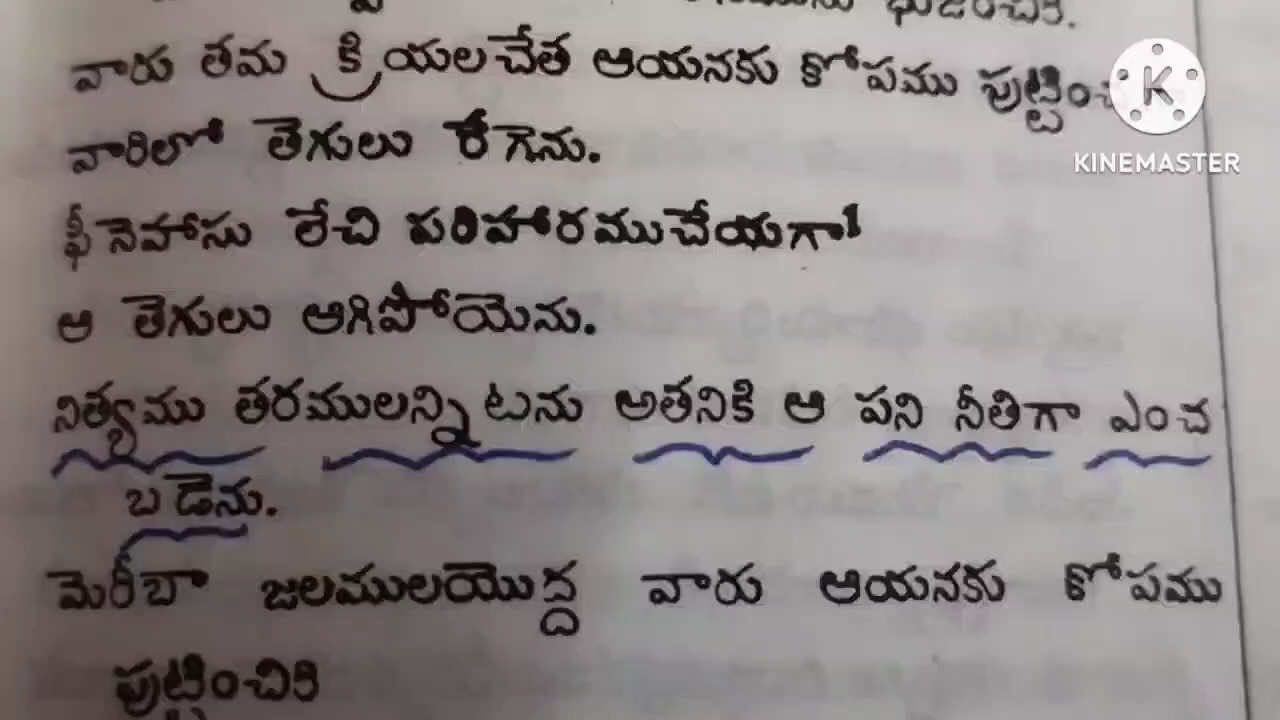 భుజించిరి.
వారు తమ క్రియలచేత ఆయనకు కోపము పుట్టించ
వారిలో తెగులు రేగెను.
ఫీనెహాసు లేచి పరిహారముచేయగా1
ఆ తెగులు ఆగిపోయెను.
నిత్యము తరములన్నిటను అతనికి ఆ పని నీతిగా ఎంచ
బడెను.
మెరీబా జలములయొద్ద వారు ఆయనకు కోపము
పుట్టించిరి
K
KINEMASTER